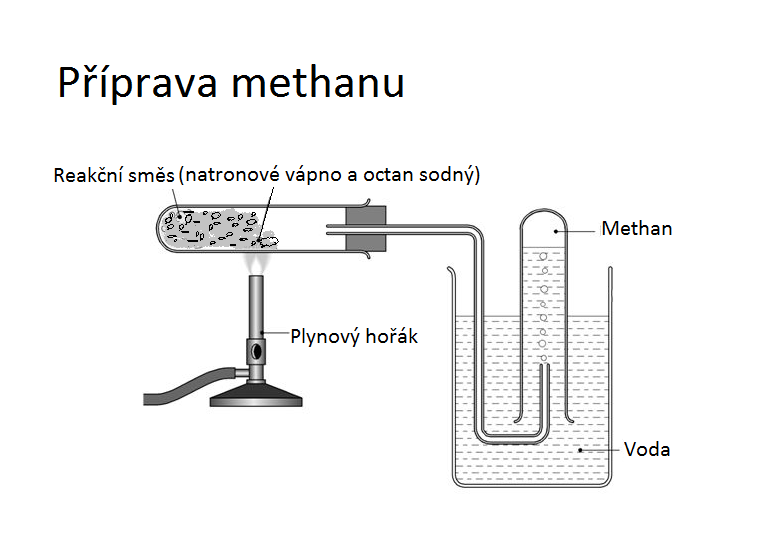 Příprava methanu
Reakční směs (natronové vápno a octan sodný)
Methan
Plynový hořák
Voda